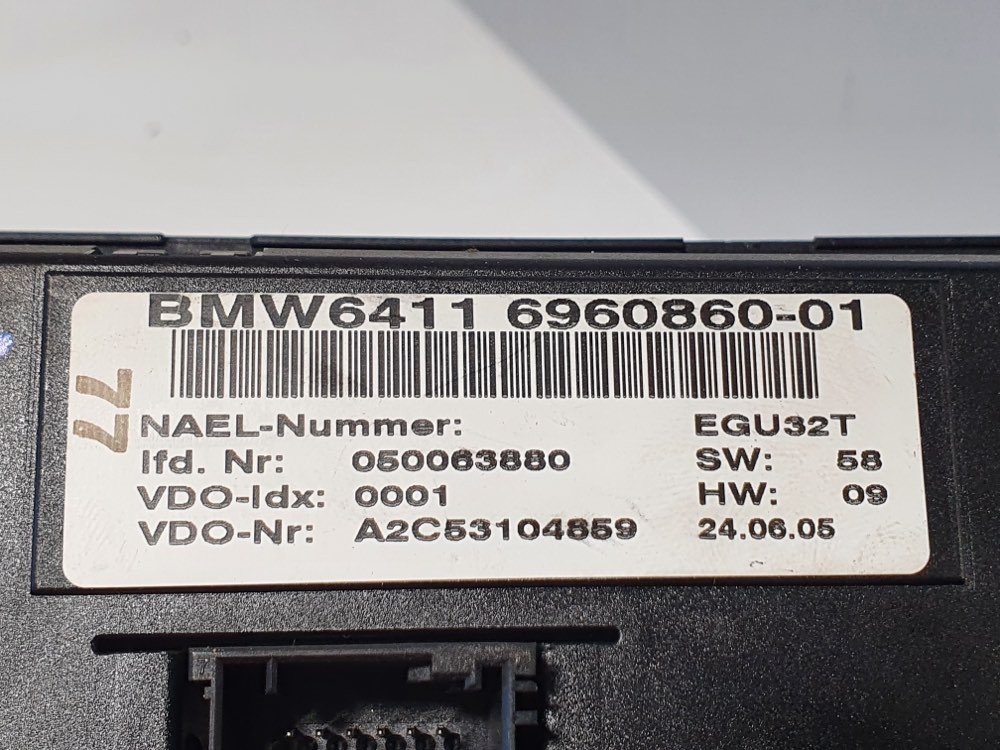 BMW6411 6960860-01
77
NAEL-Nummer: EGU32T
lfd. Nr: 050063880 SW: 58
VDO-Idx: 0001 HW: 09
VDO-Nr: A2C53104859 24.06.05